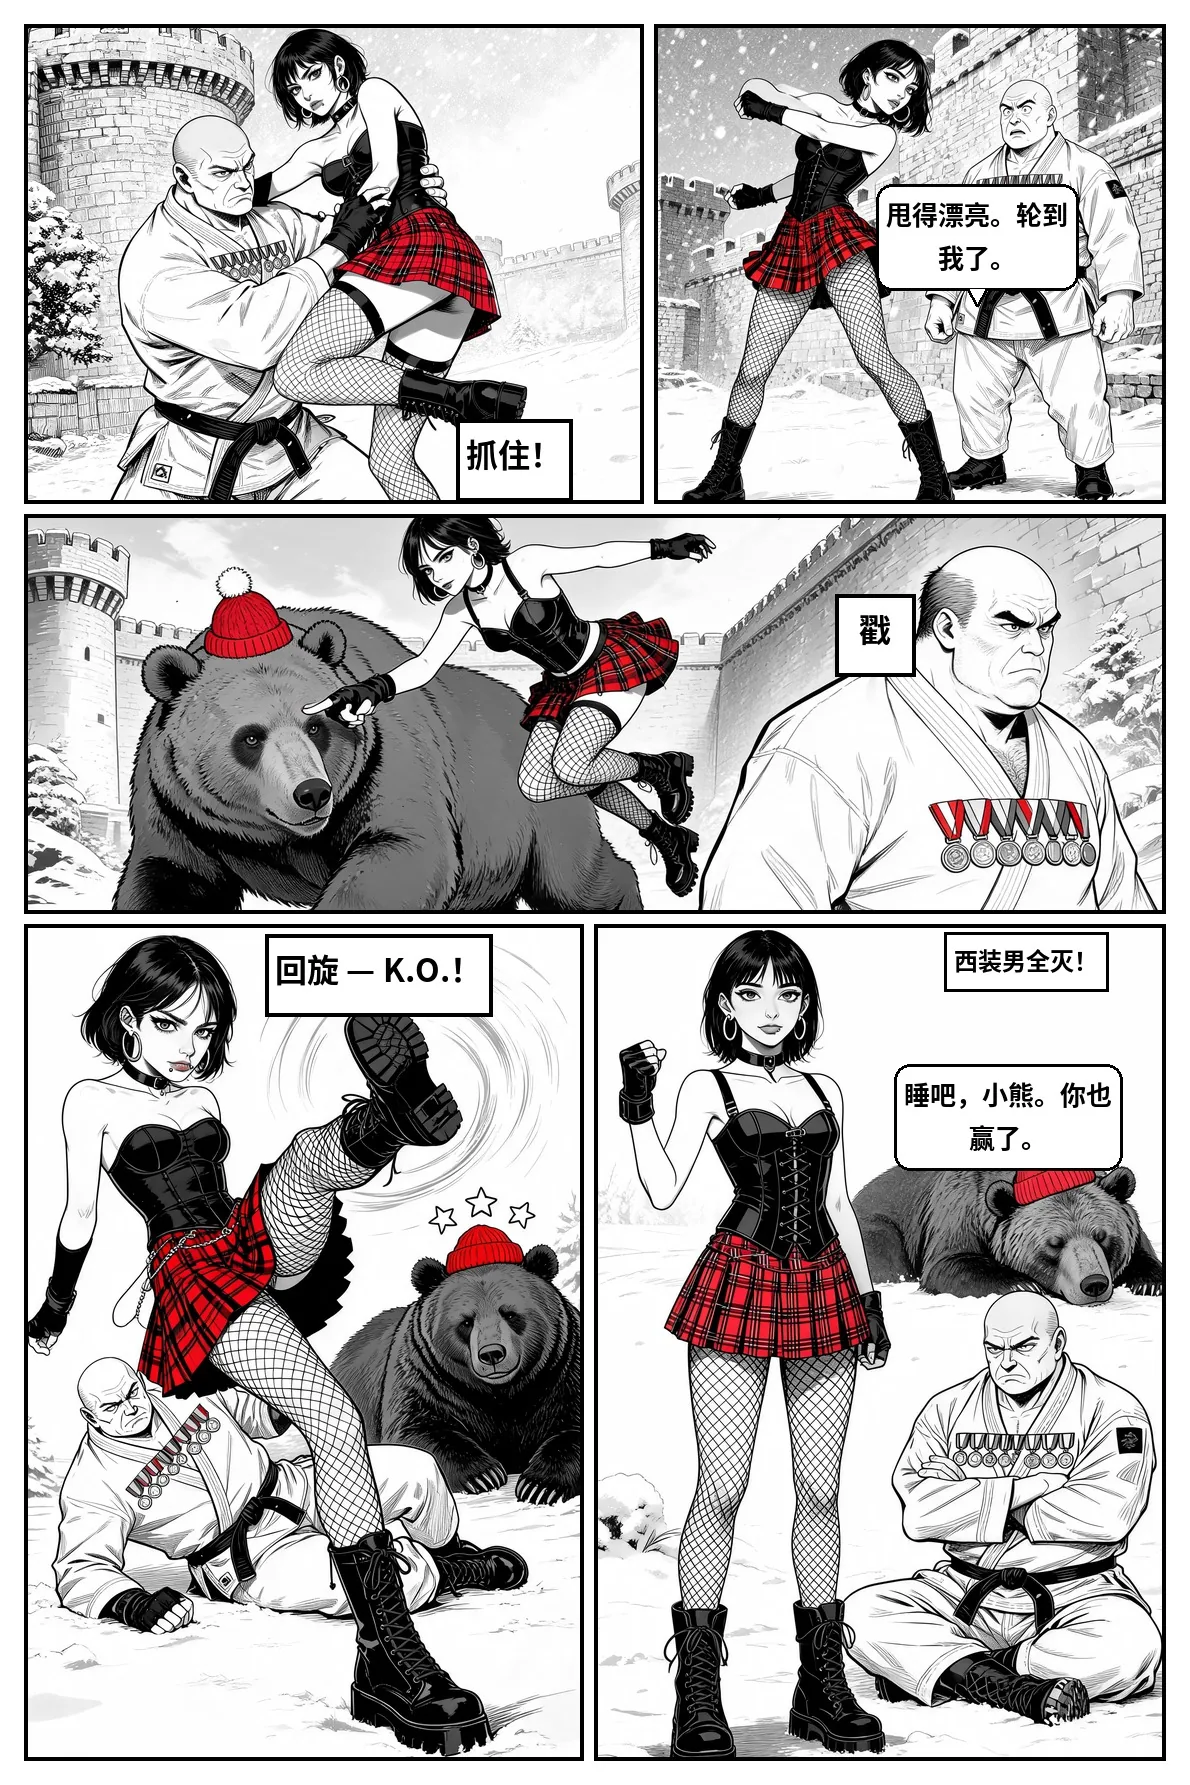 抓住！
甩得漂亮。轮到
我了。
戳
回旋 — K.O.！
西装男全灭！
睡吧，小熊。你也
赢了。